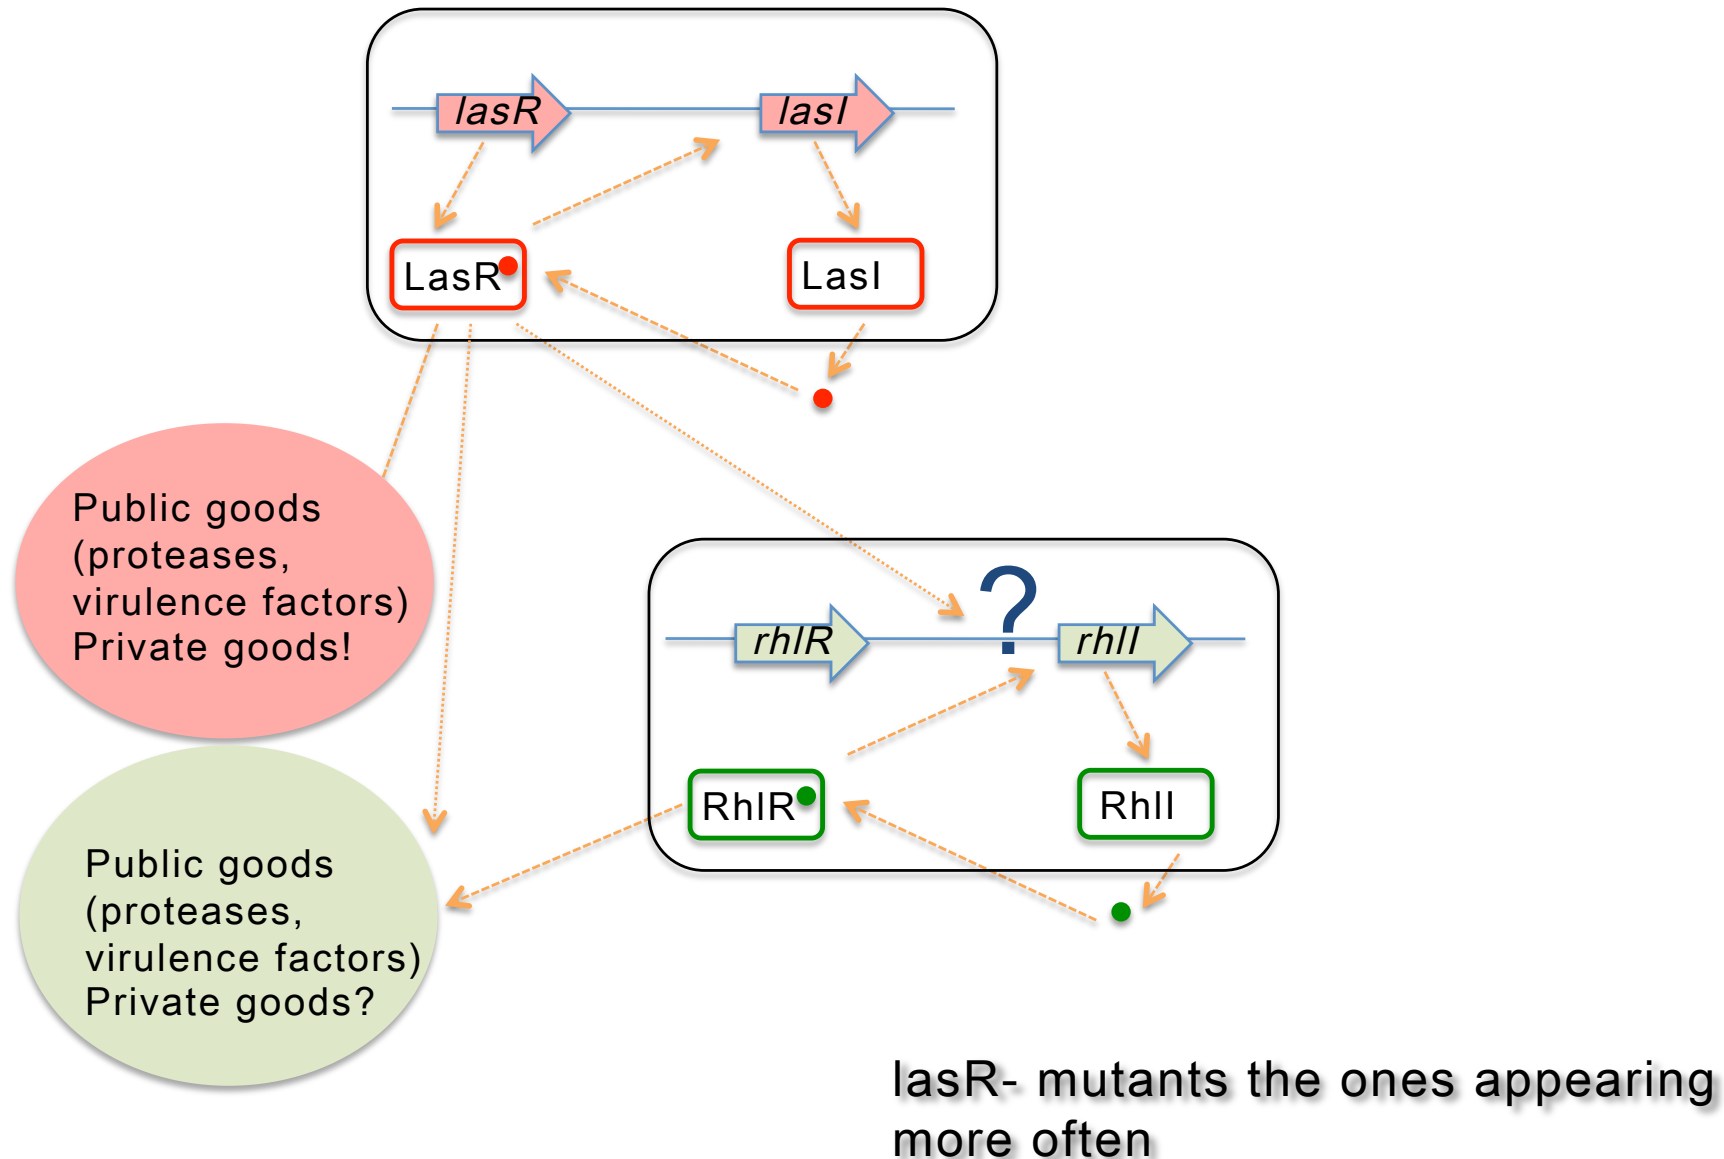 lasR
lasI
LasR
LasI
Public goods
(proteases,
virulence factors)
Private goods!
?
rhlR
rhlI
RhlR
RhlI
Public goods
(proteases,
virulence factors)
Private goods?
lasR- mutants the ones appearing
more often